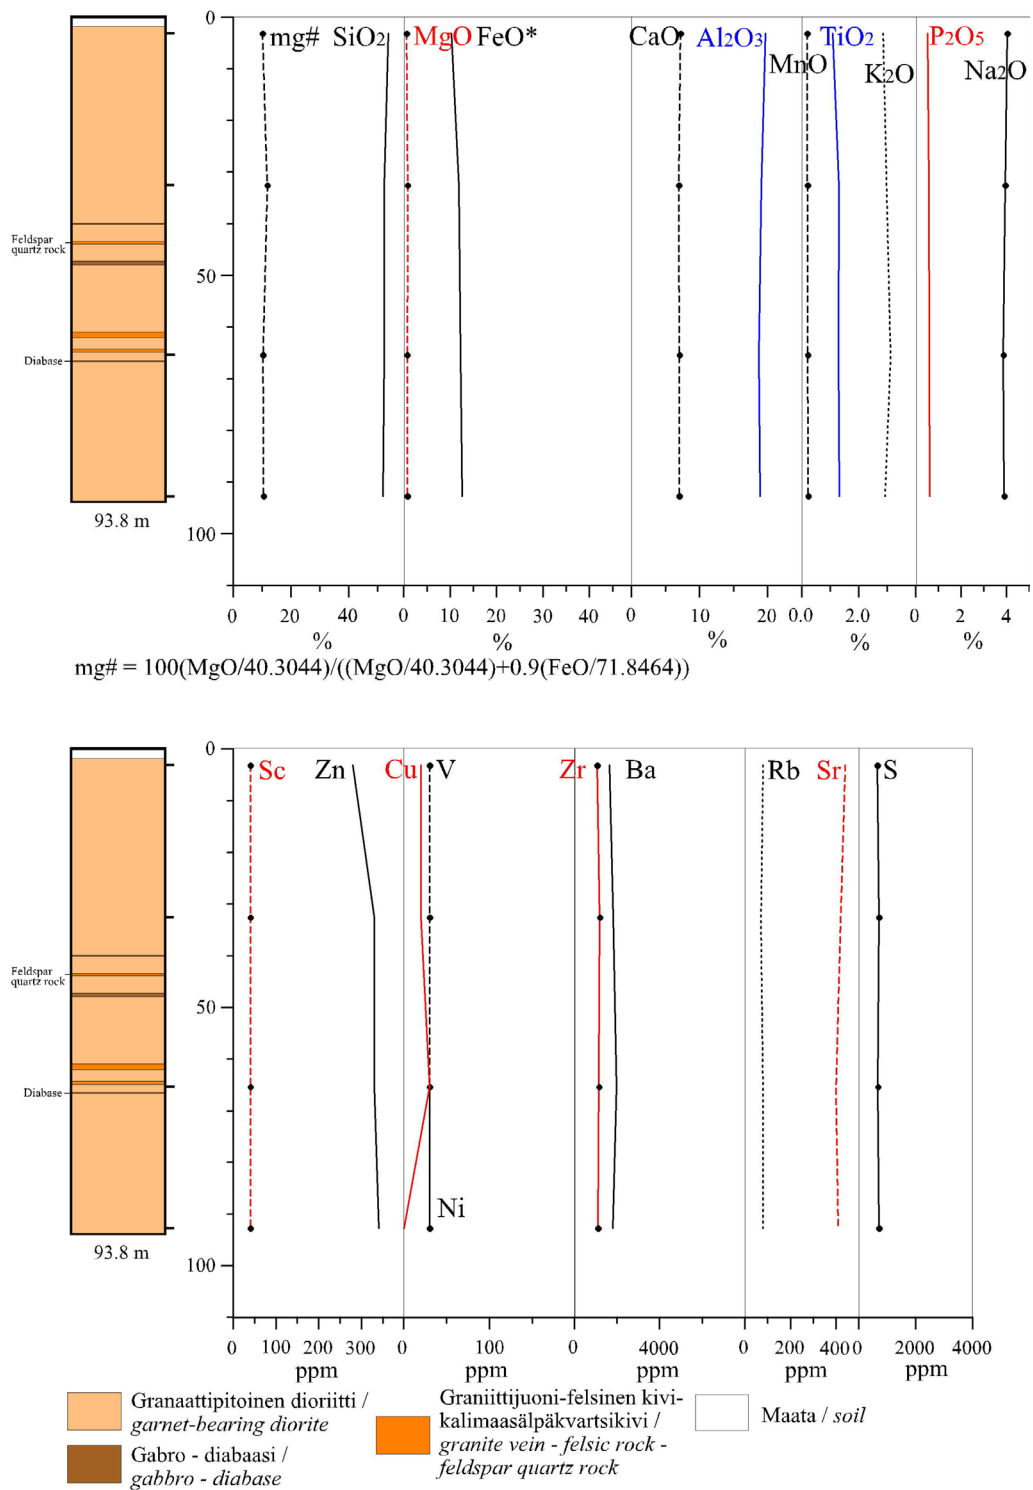 0
mg# SiO2 MgO FeO* CaO Al2O3 TiO2 P2O5
MnO K2O Na2O
Feldspar
quartz rock
50
Diabase
93.8 m
100
0 20 40 0 10 20 30 40 0 10 20 0.0 2.0 0 2 4
% % % % %
mg# = 100(MgO/40.3044)/((MgO/40.3044)+0.9(FeO/71.8464))
0
Sc Zn Cu V Zr Ba Rb Sr S
Feldspar
quartz rock
50
Diabase
Ni
93.8 m
100
0 100 200 300 0 100 0 4000 0 200 400 0 2000 4000
ppm ppm ppm ppm ppm
Granaattipitoinen dioriitti /
garnet-bearing diorite
Gabro - diabaasi /
gabbro - diabase
Graniittijuoni-felsinen kivi-
kalimaasälpäkvartsikivi /
granite vein - felsic rock -
feldspar quartz rock
Maata / soil